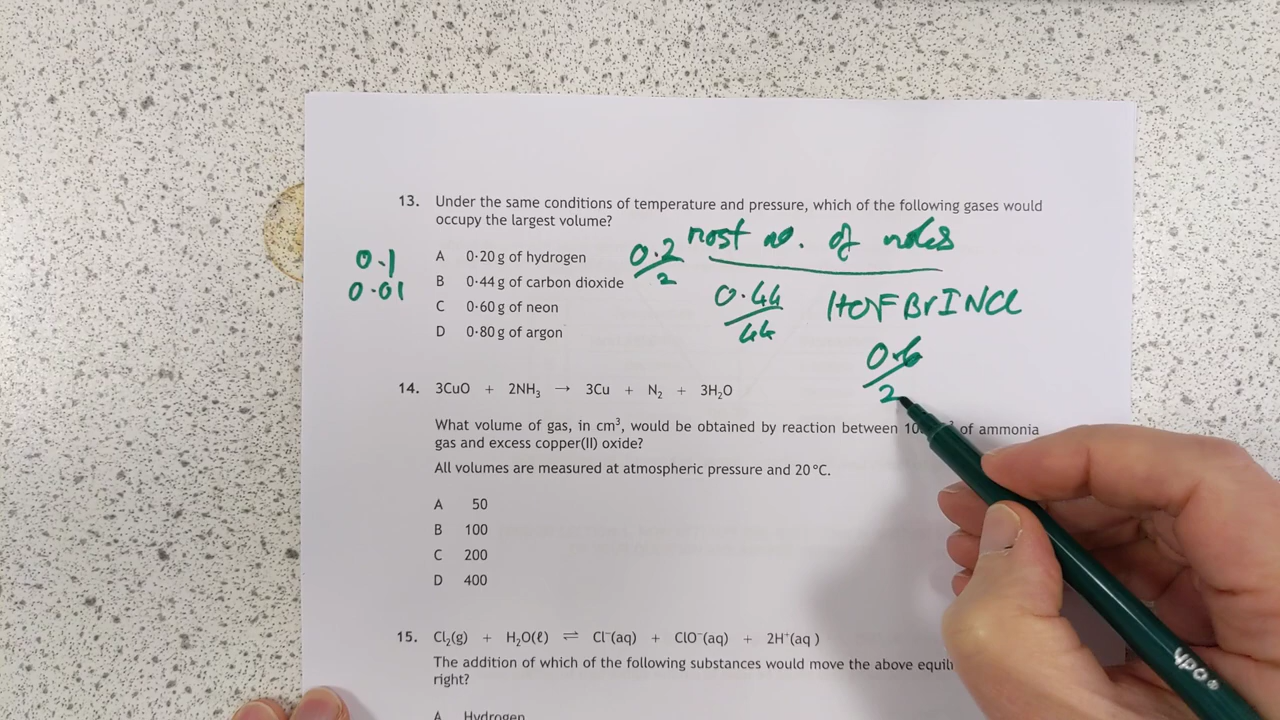 13. Under the same conditions of temperature and pressure, which of the following gases would
occupy the largest volume?
most no. of moles
A 0·20 g of hydrogen
0.1
0.2
2
B 0·44 g of carbon dioxide
0.01
0.44
44
HOFBrINCl
C 0·60 g of neon
D 0·80 g of argon
0.6
2
14. 3CuO + 2NH₃ → 3Cu + N₂ + 3H₂O
What volume of gas, in cm³, would be obtained by reaction between of ammonia
gas and excess copper(II) oxide?
All volumes are measured at atmospheric pressure and 20 °C.
A 50
B 100
C 200
D 400
15. Cl₂(g) + H₂O(ℓ) ⇌ Cl⁻(aq) + ClO⁻(aq) + 2H⁺(aq )
The addition of which of the following substances would move the above
right?
A Hydrogen
ypo